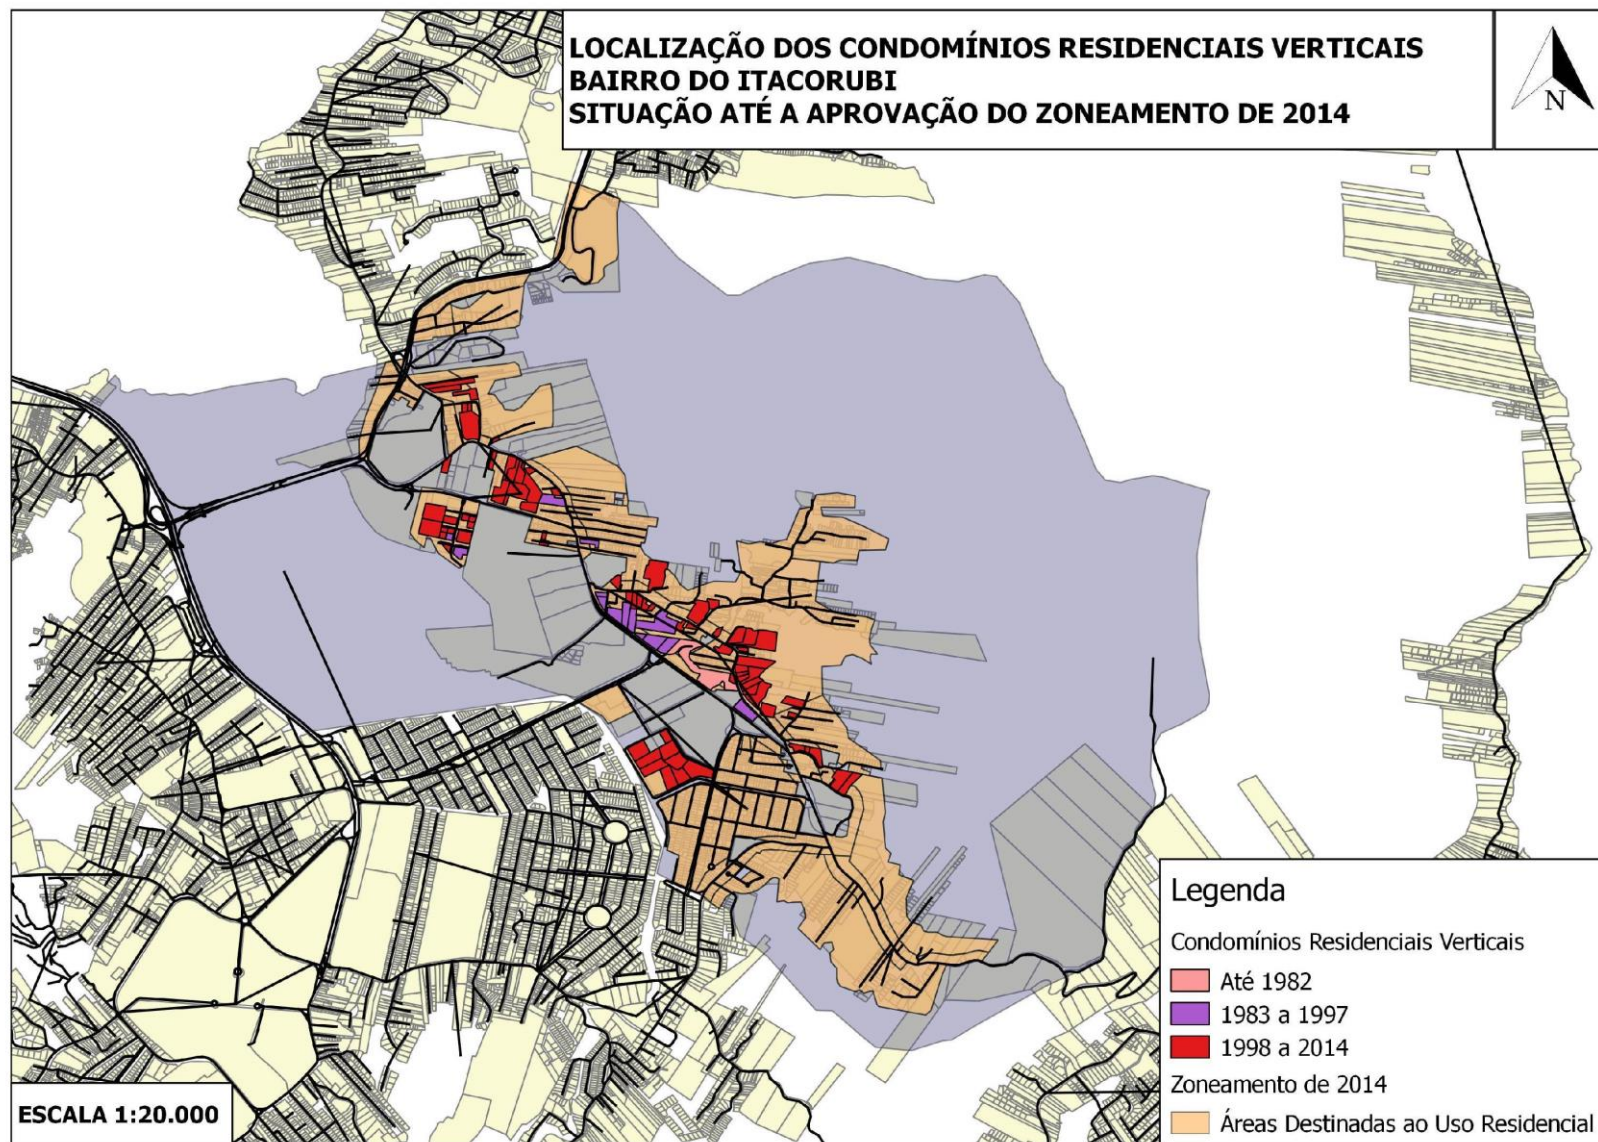 LOCALIZAÇÃO DOS CONDOMÍNIOS RESIDENCIAIS VERTICAIS
BAIRRO DO ITACORUBI
SITUAÇÃO ATÉ A APROVAÇÃO DO ZONEAMENTO DE 2014
N
Legenda
Condomínios Residenciais Verticais
Até 1982
1983 a 1997
1998 a 2014
Zoneamento de 2014
Áreas Destinadas ao Uso Residencial
ESCALA 1:20.000